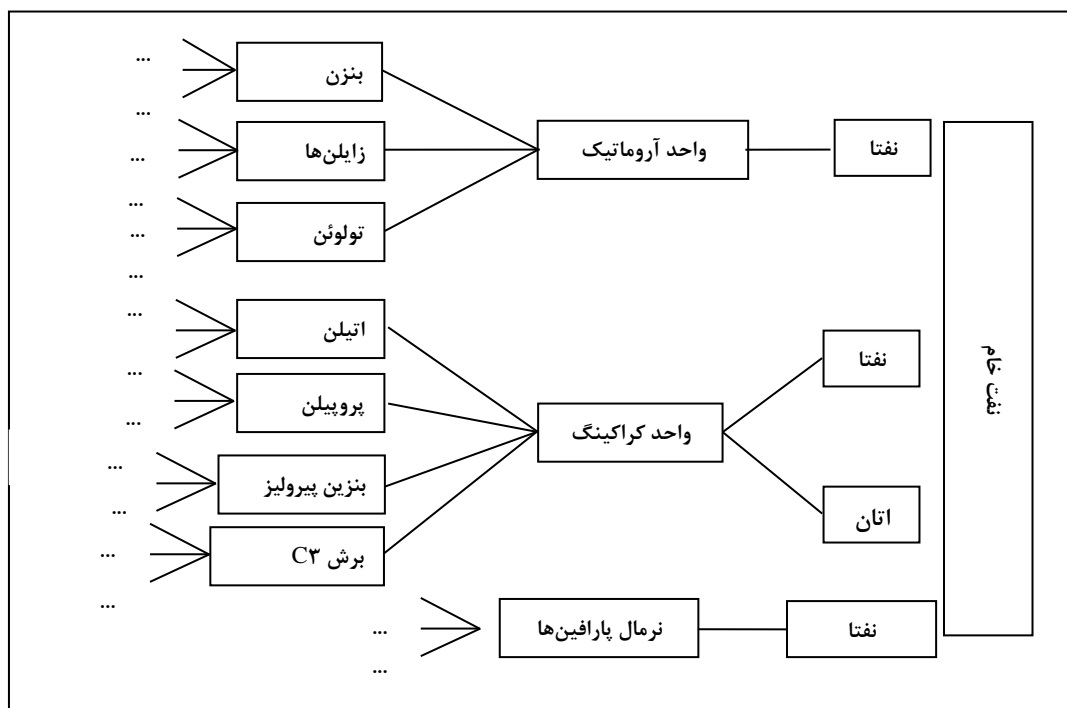 نفت خام
نفتا
واحد آروماتیک
بنزن
...
...
زایلن‌ها
...
...
تولوئن
...
...
نفتا
اتان
واحد کراکینگ
اتیلن
...
...
پروپیلن
...
بنزین پیرولیز
...
...
برش C۳
...
...
نفتا
نرمال پارافین‌ها
...
...